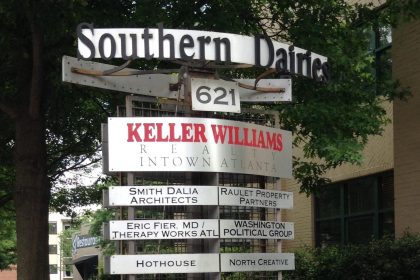 Southern Dairies
621
KELLER WILLIAMS
REALTY
INTOWN ATLANTA
SMITH DALIA
ARCHITECTS
RAULET PROPERTY
PARTNERS
ERIC FIER, MD /
THERAPY WORKS ATL
WASHINGTON
POLITICAL GROUP
HOTHOUSE
NORTH CREATIVE